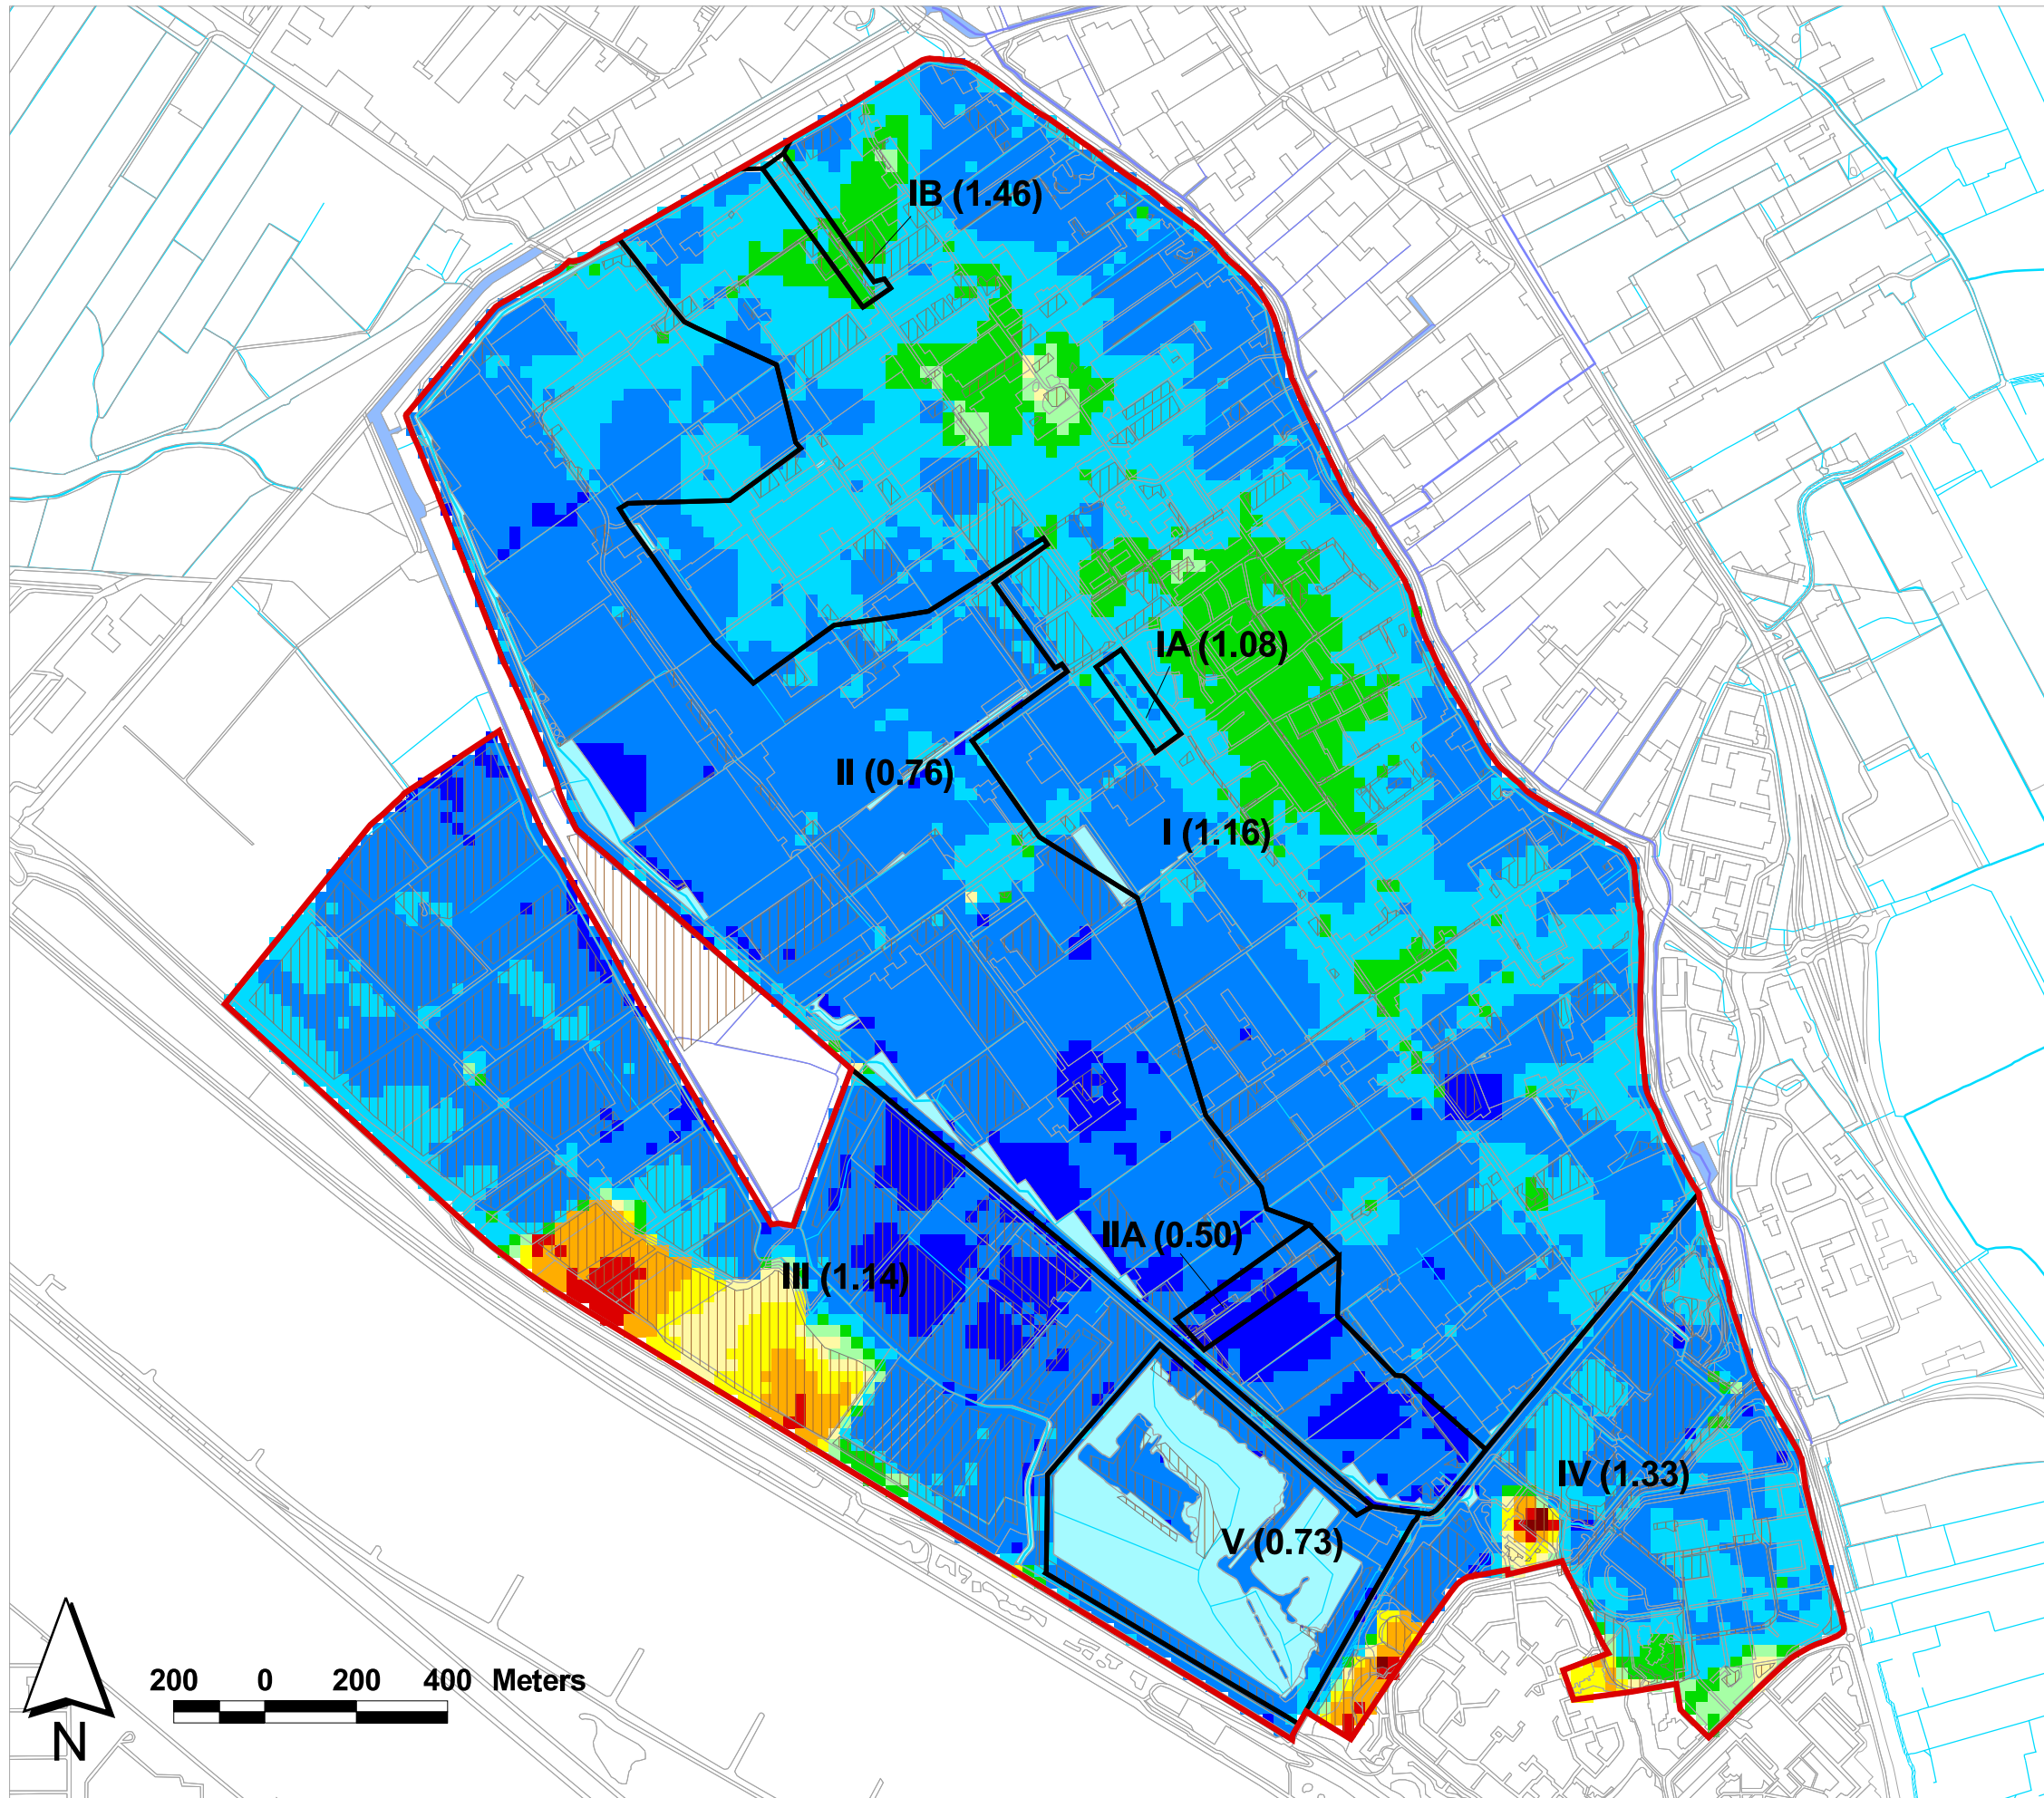 IB (1.46)
IA (1.08)
II (0.76)
I (1.16)
IIA (0.50)
III (1.14)
IV (1.33)
V (0.73)
200 0 200 400 Meters
N